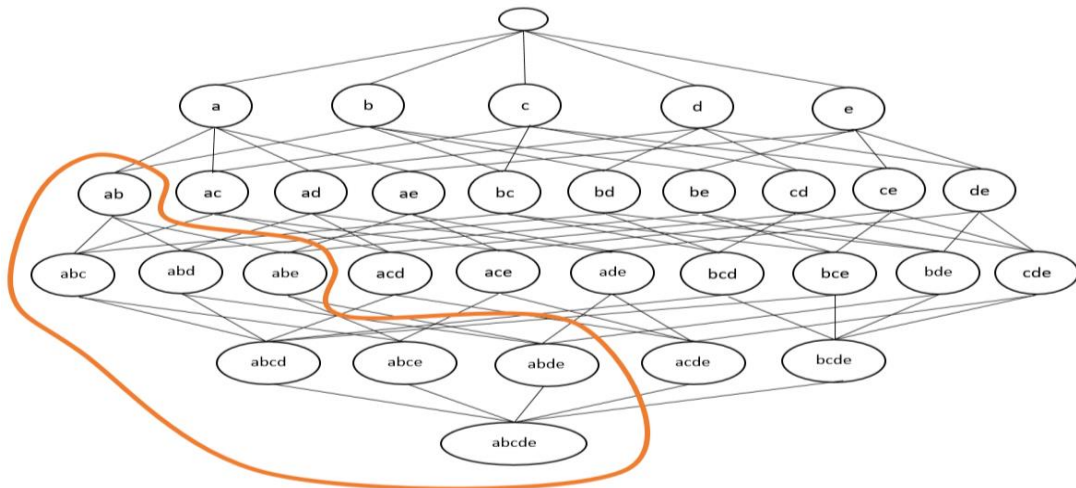 a b c d e
ab ac ad ae bc bd be cd ce de
abc abd abe acd ace ade bcd bce bde cde
abcd abce abde acde bcde
abcde